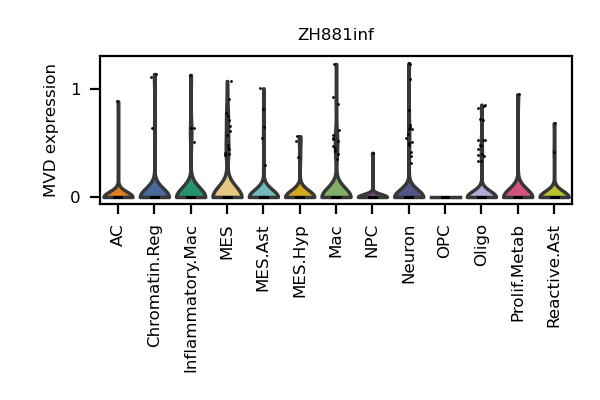 ZH881inf
MVD expression
1
0
AC
Chromatin.Reg
Inflammatory.Mac
MES
MES.Ast
MES.Hyp
Mac
NPC
Neuron
OPC
Oligo
Prolif.Metab
Reactive.Ast